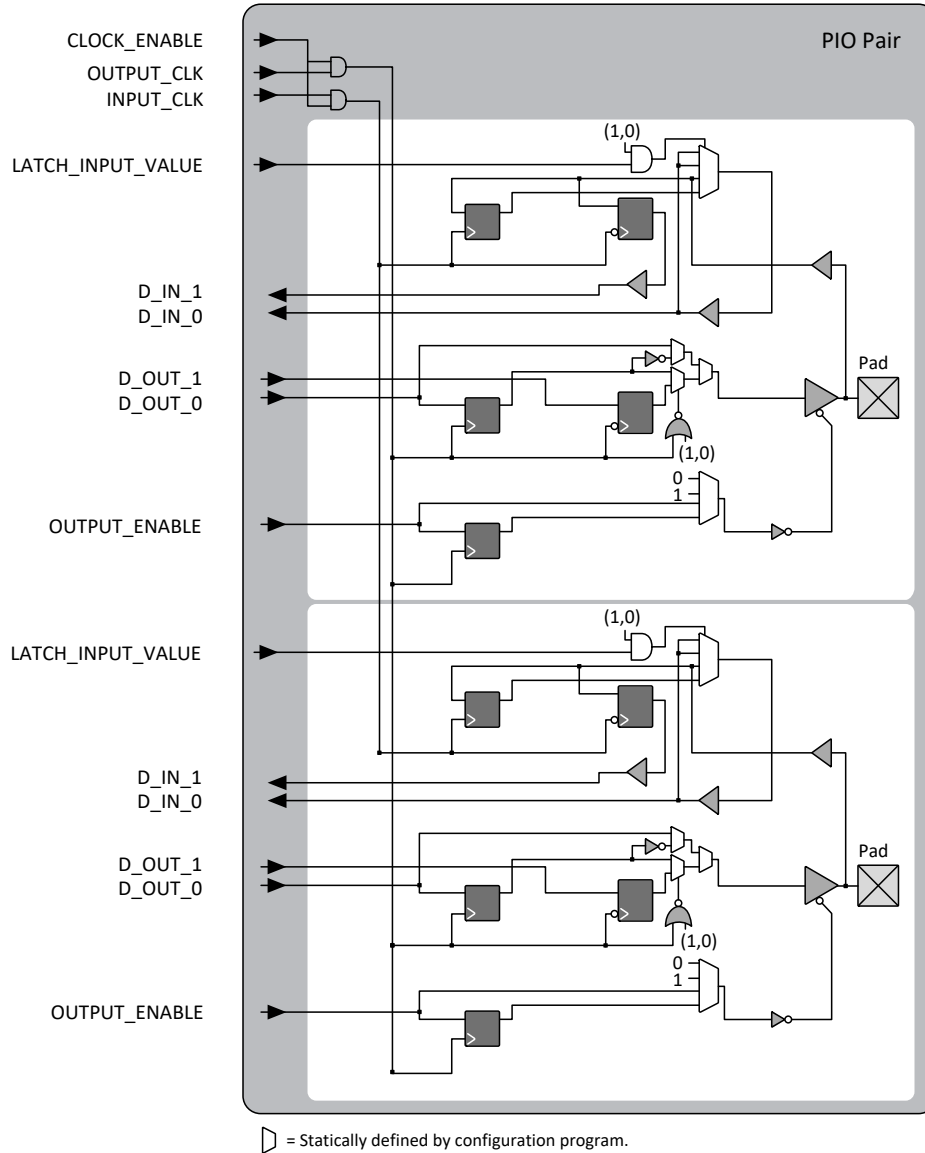 CLOCK_ENABLE
PIO Pair
OUTPUT_CLK
INPUT_CLK
(1,0)
LATCH_INPUT_VALUE
D_IN_1
D_IN_0
Pad
D_OUT_1
D_OUT_0
(1,0)
0
1
OUTPUT_ENABLE
(1,0)
LATCH_INPUT_VALUE
D_IN_1
D_IN_0
Pad
D_OUT_1
D_OUT_0
(1,0)
0
1
OUTPUT_ENABLE
= Statically defined by configuration program.